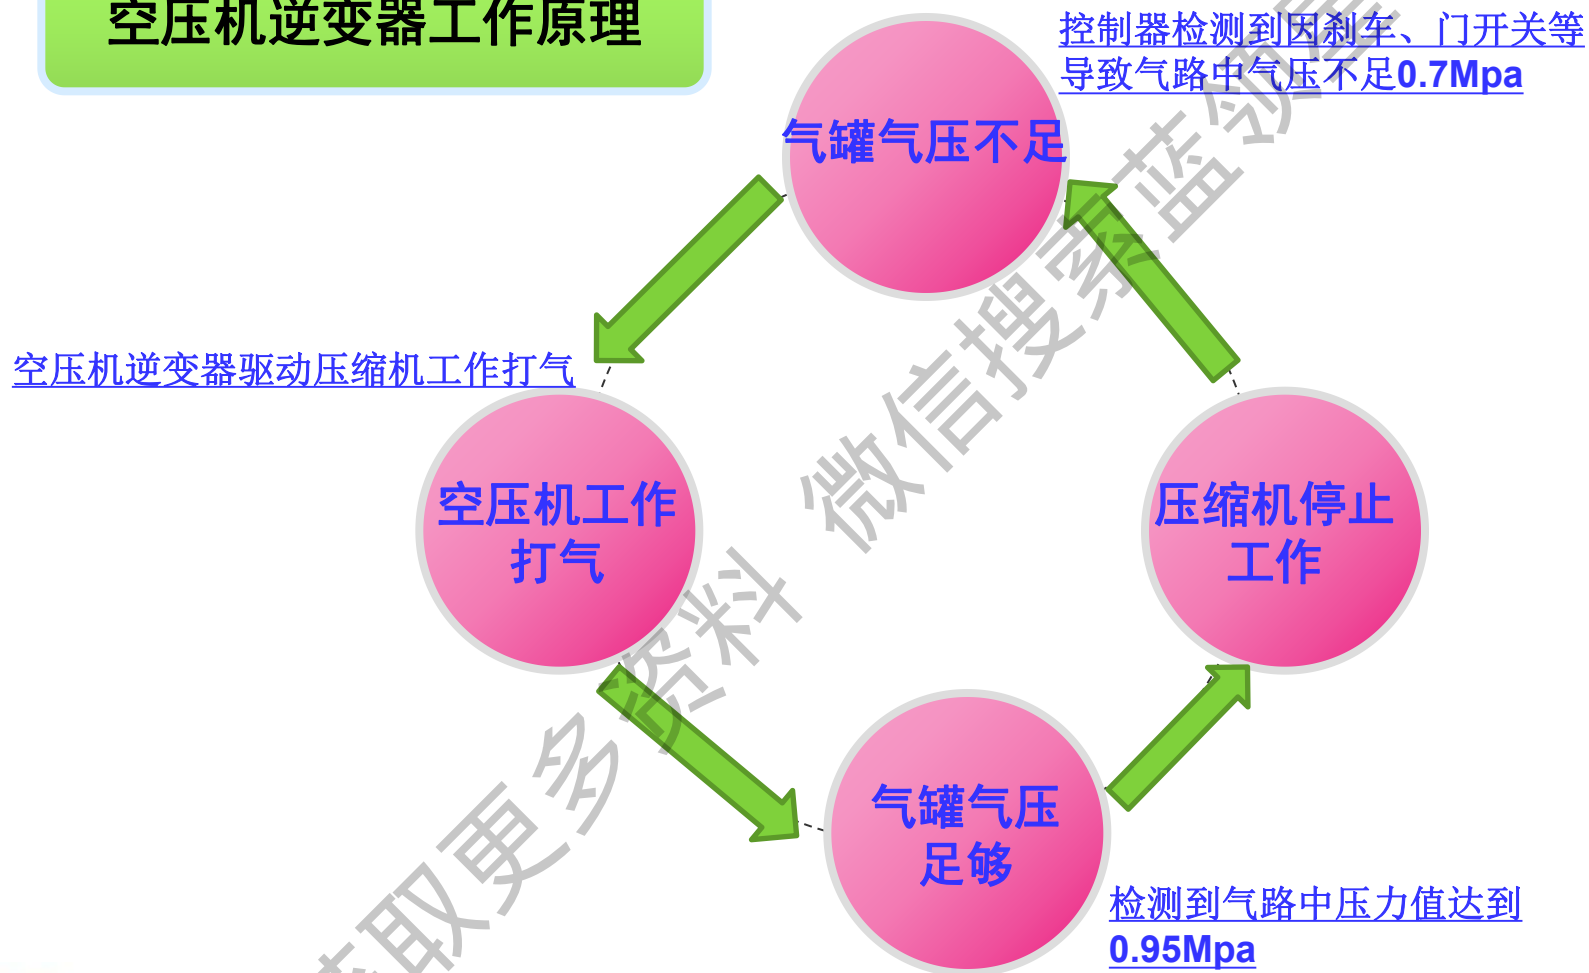 空压机逆变器工作原理
控制器检测到因刹车、门开关等
导致气路中气压不足0.7Mpa
气罐气压不足
空压机逆变器驱动压缩机工作打气
空压机工作
打气
压缩机停止
工作
气罐气压
足够
检测到气路中压力值达到
0.95Mpa
获取更多资料 微信搜索蓝领星